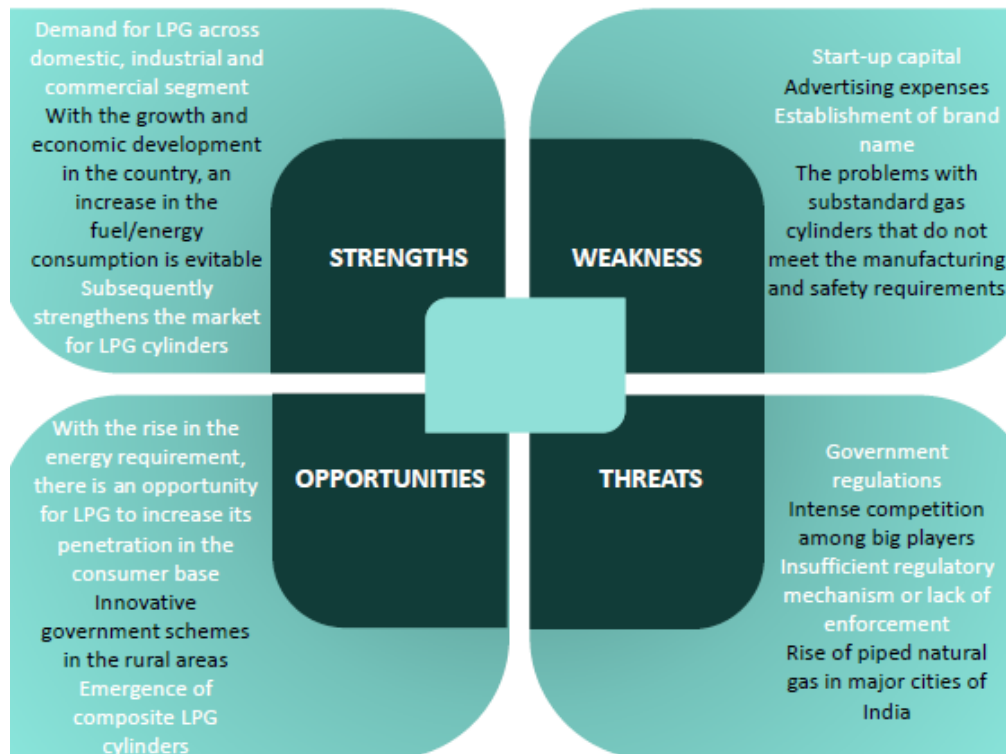 Demand for LPG across
domestic, industrial and
commercial segment
With the growth and
economic development
in the country, an
increase in the
fuel/energy
consumption is evitable
Subsequently
strengthens the market
for LPG cylinders
STRENGTHS
WEAKNESS
Start-up capital
Advertising expenses
Establishment of brand
name
The problems with
substandard gas
cylinders that do not
meet the manufacturing
and safety requirements
With the rise in the
energy requirement,
there is an opportunity
for LPG to increase its
penetration in the
consumer base
Innovative
government schemes
in the rural areas
Emergence of
composite LPG
cylinders
OPPORTUNITIES
THREATS
Government
regulations
Intense competition
among big players
Insufficient regulatory
mechanism or lack of
enforcement
Rise of piped natural
gas in major cities of
India